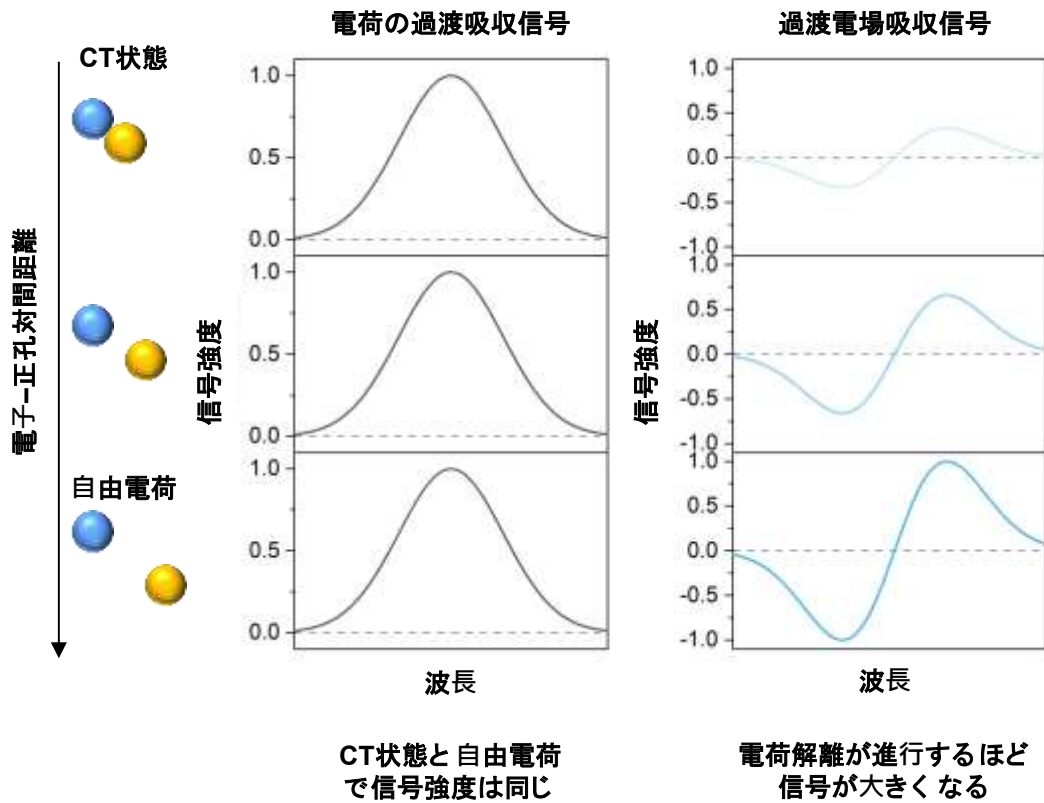 電荷の過渡吸収信号
過渡電場吸収信号
CT状態
自由電荷
電子–正孔対間距離
信号強度
1.0
0.5
0.0
1.0
0.5
0.0
1.0
0.5
0.0
波長
信号強度
1.0
0.5
0.0
-0.5
-1.0
1.0
0.5
0.0
-0.5
-1.0
1.0
0.5
0.0
-0.5
-1.0
波長
CT状態と自由電荷
で信号強度は同じ
電荷解離が進行するほど
信号が大きくなる